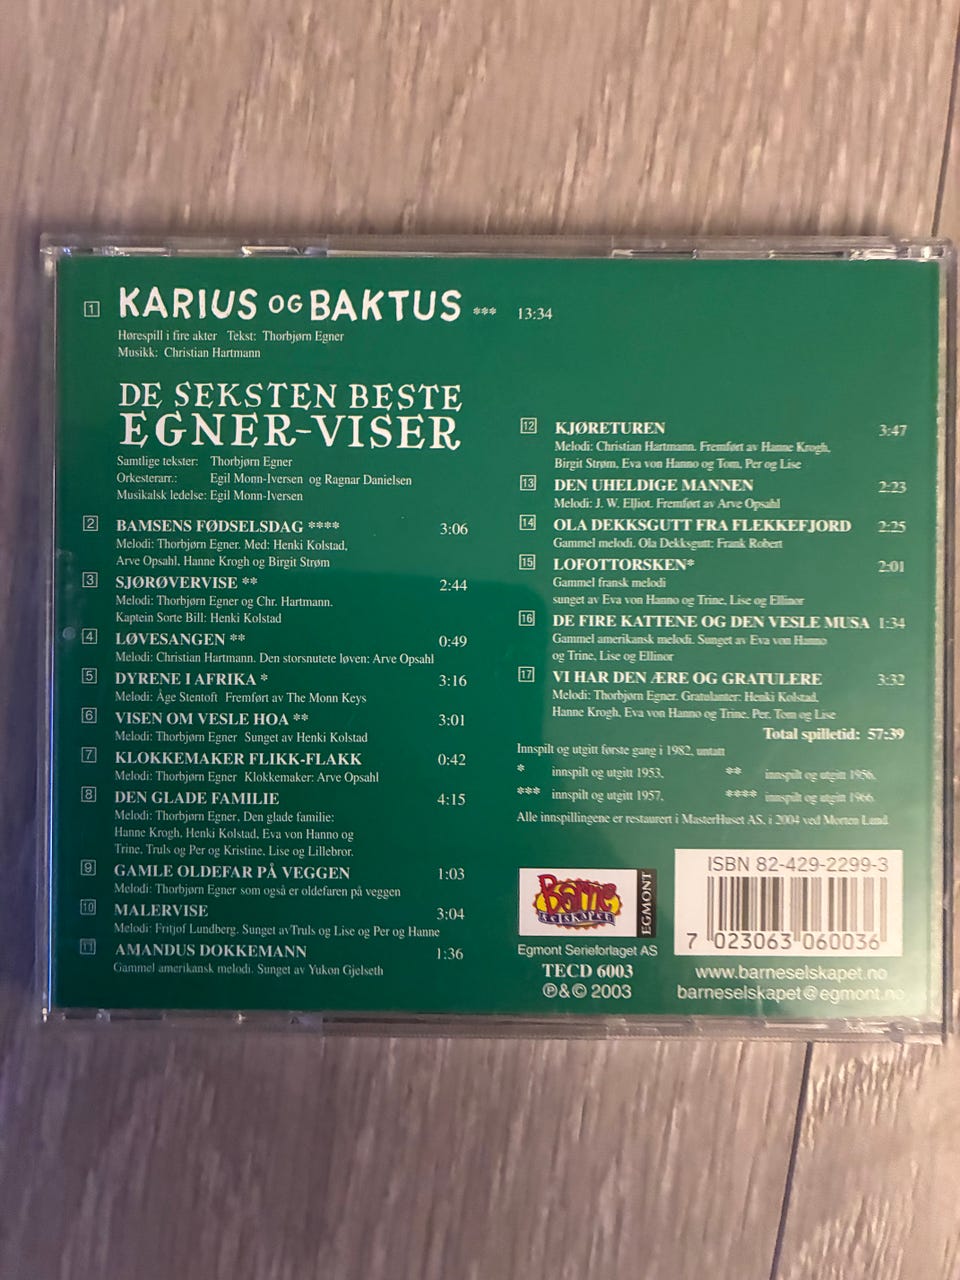 1 KARIUS OG BAKTUS *** 13:34
Hørespill i fire akter Tekst: Thorbjørn Egner
Musikk: Christian Hartmann
DE SEKSTEN BESTE
EGNER-VISER
Samtlige tekster: Thorbjørn Egner
Orkesterarr.: Egil Monn-Iversen og Ragnar Danielsen
Musikalsk ledelse: Egil Monn-Iversen
2 BAMSENS FØDSELSDAG **** 3:06
Melodi: Thorbjørn Egner. Med: Henki Kolstad,
Arve Opsahl, Hanne Krogh og Birgit Strøm
3 SJØRØVERVISE ** 2:44
Melodi: Thorbjørn Egner og Chr. Hartmann.
Kaptein Sorte Bill: Henki Kolstad
4 LØVESANGEN ** 0:49
Melodi: Christian Hartmann. Den storsnutete løven: Arve Opsahl
5 DYRENE I AFRIKA * 3:16
Melodi: Åge Stentoft Fremført av The Monn Keys
6 VISEN OM VESLE HOA ** 3:01
Melodi: Thorbjørn Egner Sunget av Henki Kolstad
7 KLOKKEMAKER FLIKK-FLAKK 0:42
Melodi: Thorbjørn Egner Klokkemaker: Arve Opsahl
8 DEN GLADE FAMILIE 4:15
Melodi: Thorbjørn Egner, Den glade familie:
Hanne Krogh, Henki Kolstad, Eva von Hanno og
Trine, Truls og Per og Kristine, Lise og Lillebror.
9 GAMLE OLDEFAR PÅ VEGGEN 1:03
Melodi: Thorbjørn Egner som også er oldefaren på veggen
10 MALERVISE 3:04
Melodi: Fritjof Lundberg. Sunget avTruls og Lise og Per og Hanne
11 AMANDUS DOKKEMANN 1:36
Gammel amerikansk melodi. Sunget av Yukon Gjelseth
12 KJØRETUREN 3:47
Melodi: Christian Hartmann. Fremført av Hanne Krogh,
Birgit Strøm, Eva von Hanno og Tom, Per og Lise
13 DEN UHELDIGE MANNEN 2:23
Melodi: J. W. Elliot. Fremført av Arve Opsahl
14 OLA DEKKSGUTT FRA FLEKKEFJORD 2:25
Gammel melodi. Ola Dekksgutt: Frank Robert
15 LOFOTTORSKEN* 2:01
Gammel fransk melodi
sunget av Eva von Hanno og Trine, Lise og Ellinor
16 DE FIRE KATTENE OG DEN VESLE MUSA 1:34
Gammel amerikansk melodi. Sunget av Eva von Hanno
og Trine, Lise og Ellinor
17 VI HAR DEN ÆRE OG GRATULERE 3:32
Melodi: Thorbjørn Egner. Gratulanter: Henki Kolstad,
Hanne Krogh, Eva von Hanno og Trine, Per, Tom og Lise
Total spilletid: 57:39
Innspilt og utgitt første gang i 1982, unntatt
* innspilt og utgitt 1953, ** innspilt og utgitt 1956,
*** innspilt og utgitt 1957, **** innspilt og utgitt 1966
Alle innspillingene er restaurert i MasterHuset AS, i 2004 ved Morten Lund
Barne
selskapet
EGMONT
Egmont Serieforlaget AS
TECD 6003
℗&© 2003
ISBN 82-429-2299-3
7 023063 060036
www.barneselskapet.no
barneselskapet@egmont.no